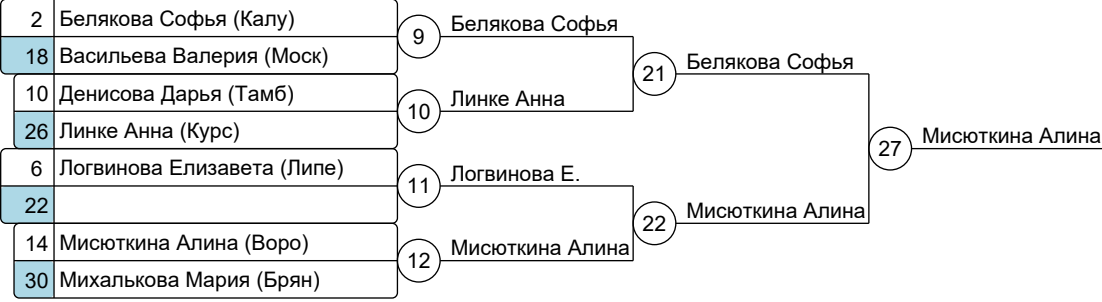 2 Белякова Софья (Калу)
18 Васильева Валерия (Моск)
10 Денисова Дарья (Тамб)
26 Линке Анна (Курс)
6 Логвинова Елизавета (Липе)
22
14 Мисюткина Алина (Воро)
30 Михалькова Мария (Брян)
9 Белякова Софья
10 Линке Анна
11 Логвинова Е.
12 Мисюткина Алина
21 Белякова Софья
22 Мисюткина Алина
27 Мисюткина Алина